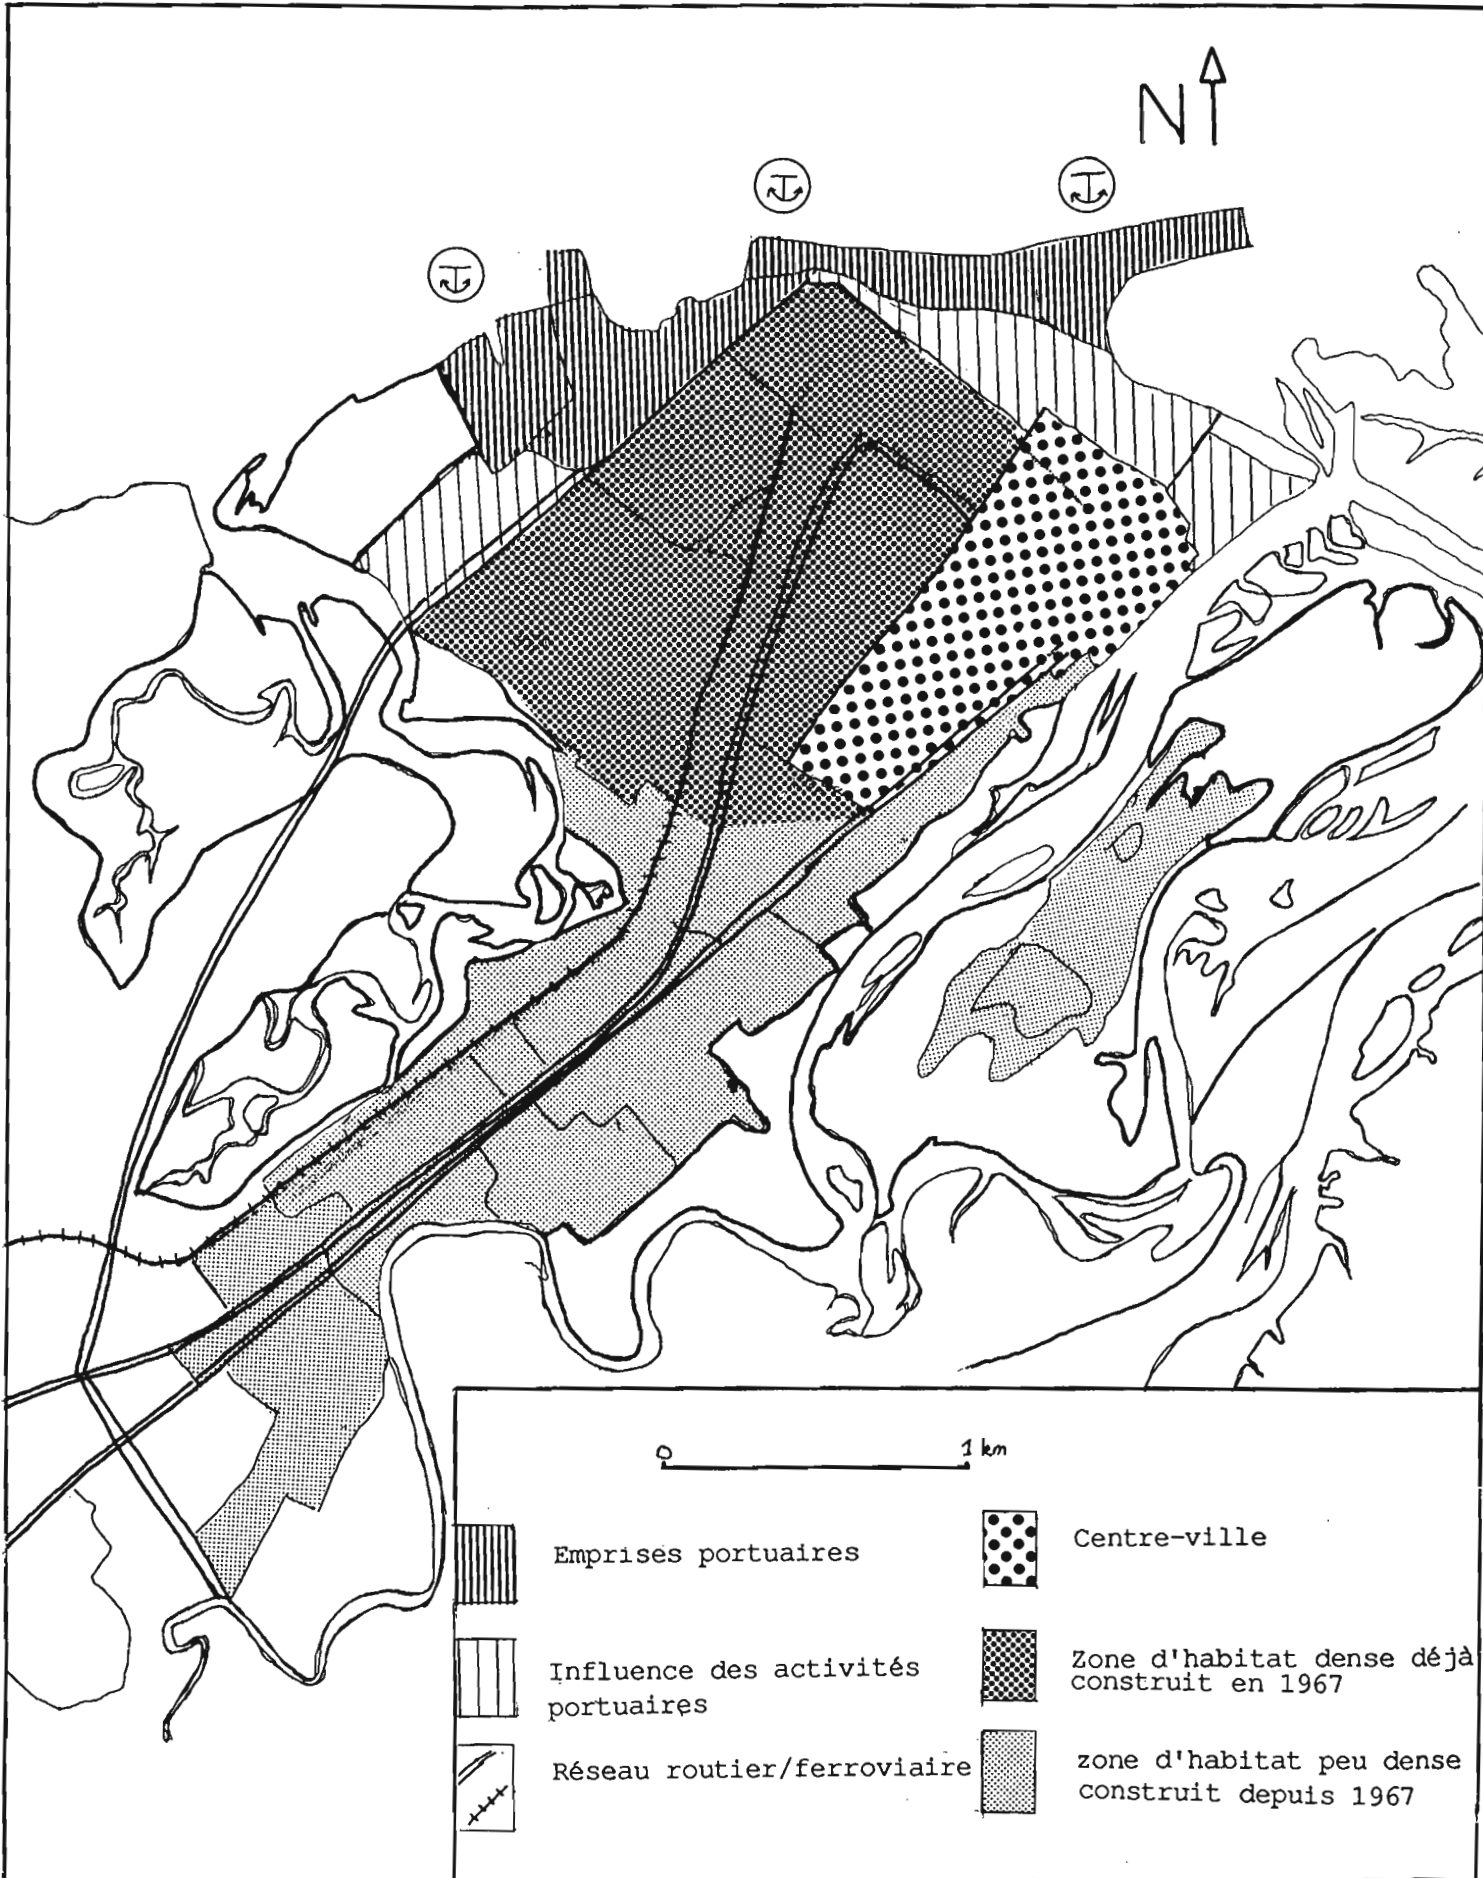 N
0 1 km
Emprises portuaires
Centre-ville
Influence des activités
portuaires
Zone d'habitat dense déjà
construit en 1967
Réseau routier/ferroviaire
zone d'habitat peu dense
construit depuis 1967